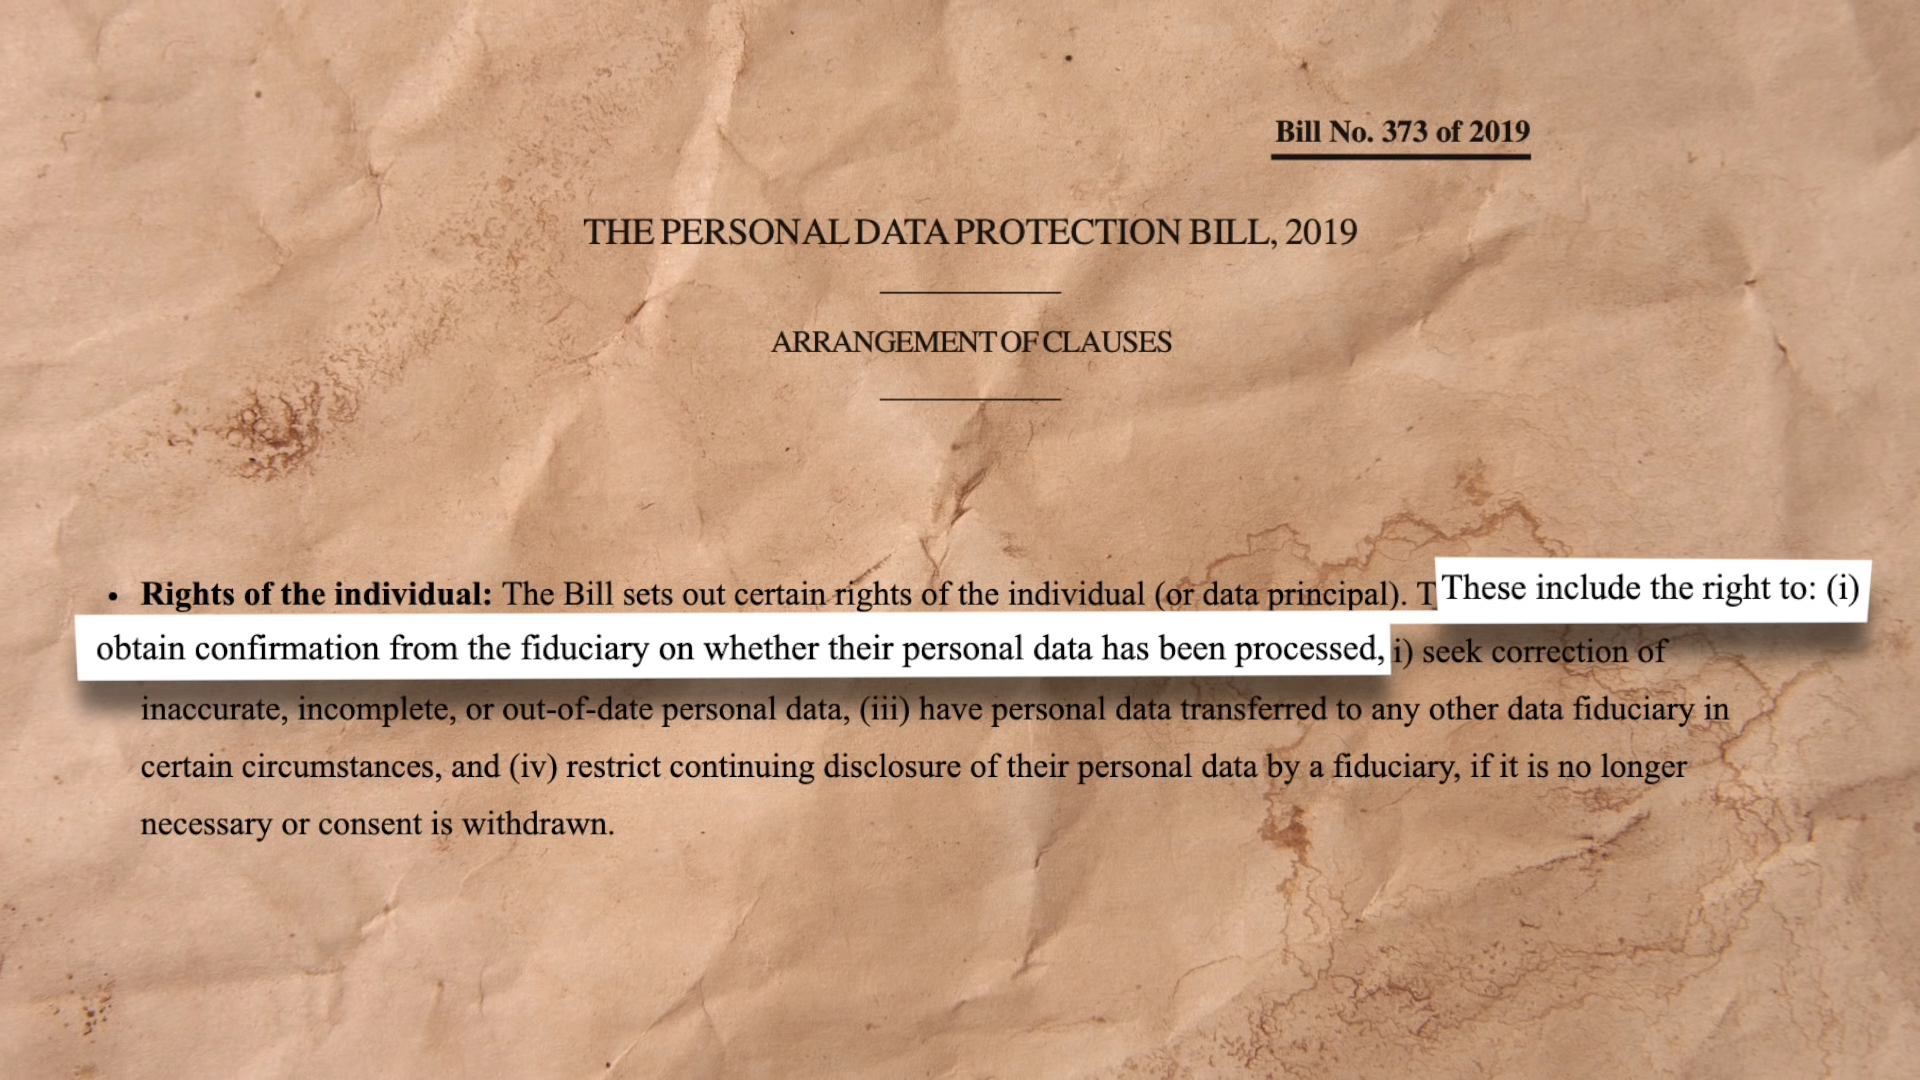 Bill No. 373 of 2019
THE PERSONAL DATA PROTECTION BILL, 2019
ARRANGEMENT OF CLAUSES
• Rights of the individual: The Bill sets out certain rights of the individual (or data principal). T These include the right to: (i)
obtain confirmation from the fiduciary on whether their personal data has been processed, i) seek correction of
inaccurate, incomplete, or out-of-date personal data, (iii) have personal data transferred to any other data fiduciary in
certain circumstances, and (iv) restrict continuing disclosure of their personal data by a fiduciary, if it is no longer
necessary or consent is withdrawn.